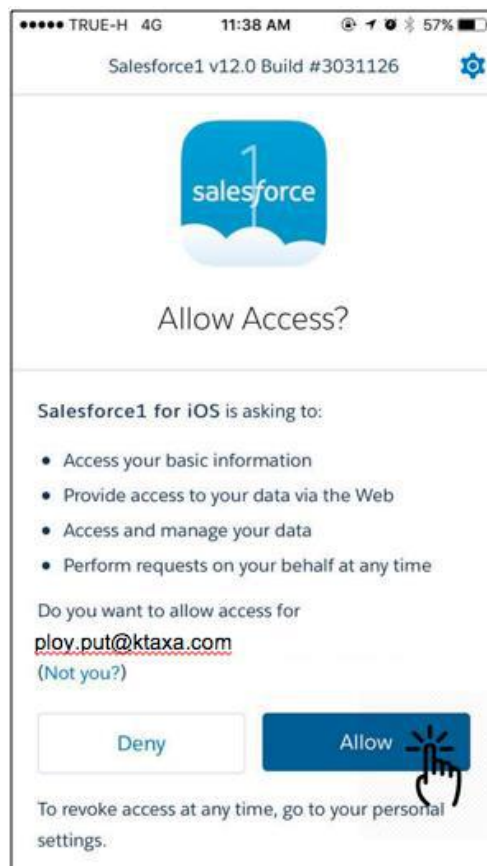 TRUE-H 4G 11:38 AM 57%
Salesforce1 v12.0 Build #3031126
1
salesforce
Allow Access?
Salesforce1 for iOS is asking to:
• Access your basic information
• Provide access to your data via the Web
• Access and manage your data
• Perform requests on your behalf at any time
Do you want to allow access for
ploy.put@ktaxa.com
(Not you?)
Deny Allow
To revoke access at any time, go to your personal
settings.